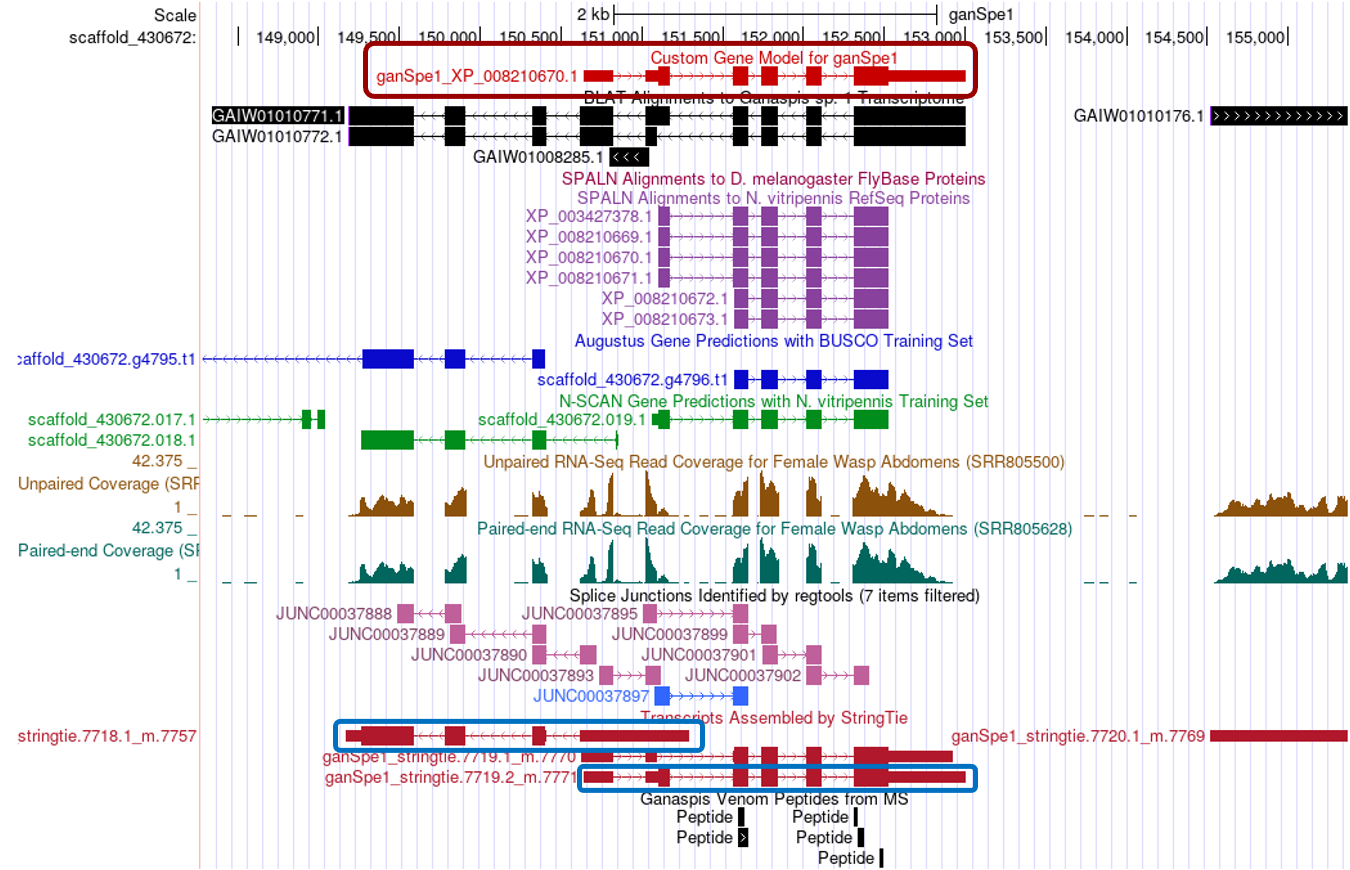 Scale 2 kb ganSpe1
scaffold_430672: 149,000 149,500 150,000 150,500 151,000 151,500 152,000 152,500 153,000 153,500 154,000 154,500 155,000
Custom Gene Model for ganSpe1
ganSpe1_XP_008210670.1
BLAT Alignments to Ganaspis sp. 1 Transcriptome
GAIW01010771.1 GAIW01010176.1
GAIW01010772.1
GAIW01008285.1
SPALN Alignments to D. melanogaster FlyBase Proteins
SPALN Alignments to N. vitripennis RefSeq Proteins
XP_003427378.1
XP_008210669.1
XP_008210670.1
XP_008210671.1
XP_008210672.1
XP_008210673.1
Augustus Gene Predictions with BUSCO Training Set
caffold_430672.g4795.t1
scaffold_430672.g4796.t1
N-SCAN Gene Predictions with N. vitripennis Training Set
scaffold_430672.017.1 scaffold_430672.019.1
scaffold_430672.018.1
42.375 _
Unpaired RNA-Seq Read Coverage for Female Wasp Abdomens (SRR805500)
Unpaired Coverage (SRR
1 _
42.375 _
Paired-end RNA-Seq Read Coverage for Female Wasp Abdomens (SRR805628)
Paired-end Coverage (SR
1 _
Splice Junctions Identified by regtools (7 items filtered)
JUNC00037888 JUNC00037895
JUNC00037889 JUNC00037899
JUNC00037890 JUNC00037901
JUNC00037893 JUNC00037902
JUNC00037897
Transcripts Assembled by StringTie
stringtie.7718.1_m.7757 ganSpe1_stringtie.7720.1_m.7769
ganSpe1_stringtie.7719.1_m.7770
ganSpe1_stringtie.7719.2_m.7771
Ganaspis Venom Peptides from MS
Peptide Peptide
Peptide Peptide
Peptide